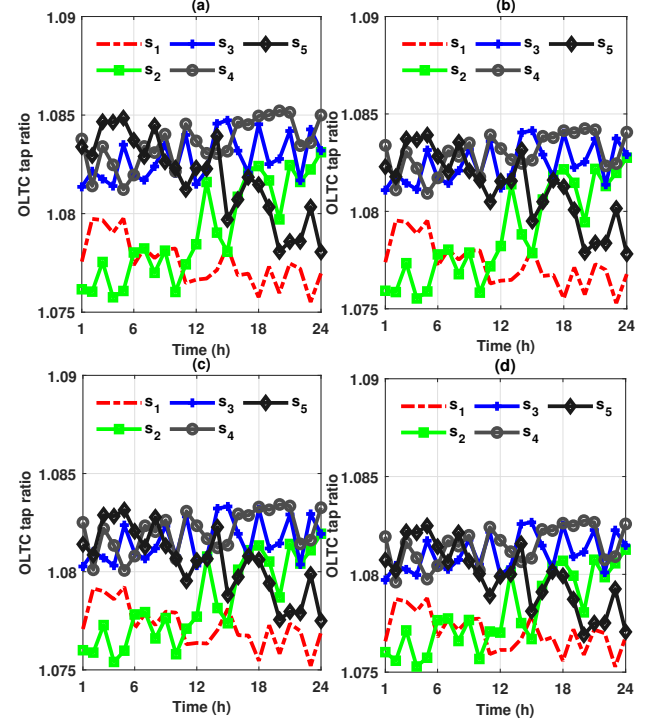 (a)
1.09
s1 s3 s5
s2 s4
1.085
1.08
1.075
OLTC tap ratio
1 6 12 18 24
Time (h)
(b)
1.09
s1 s3 s5
s2 s4
1.085
1.08
1.075
OLTC tap ratio
1 6 12 18 24
Time (h)
(c)
1.09
s1 s3 s5
s2 s4
1.085
1.08
1.075
OLTC tap ratio
1 6 12 18 24
Time (h)
(d)
1.09
s1 s3 s5
s2 s4
1.085
1.08
1.075
OLTC tap ratio
1 6 12 18 24
Time (h)